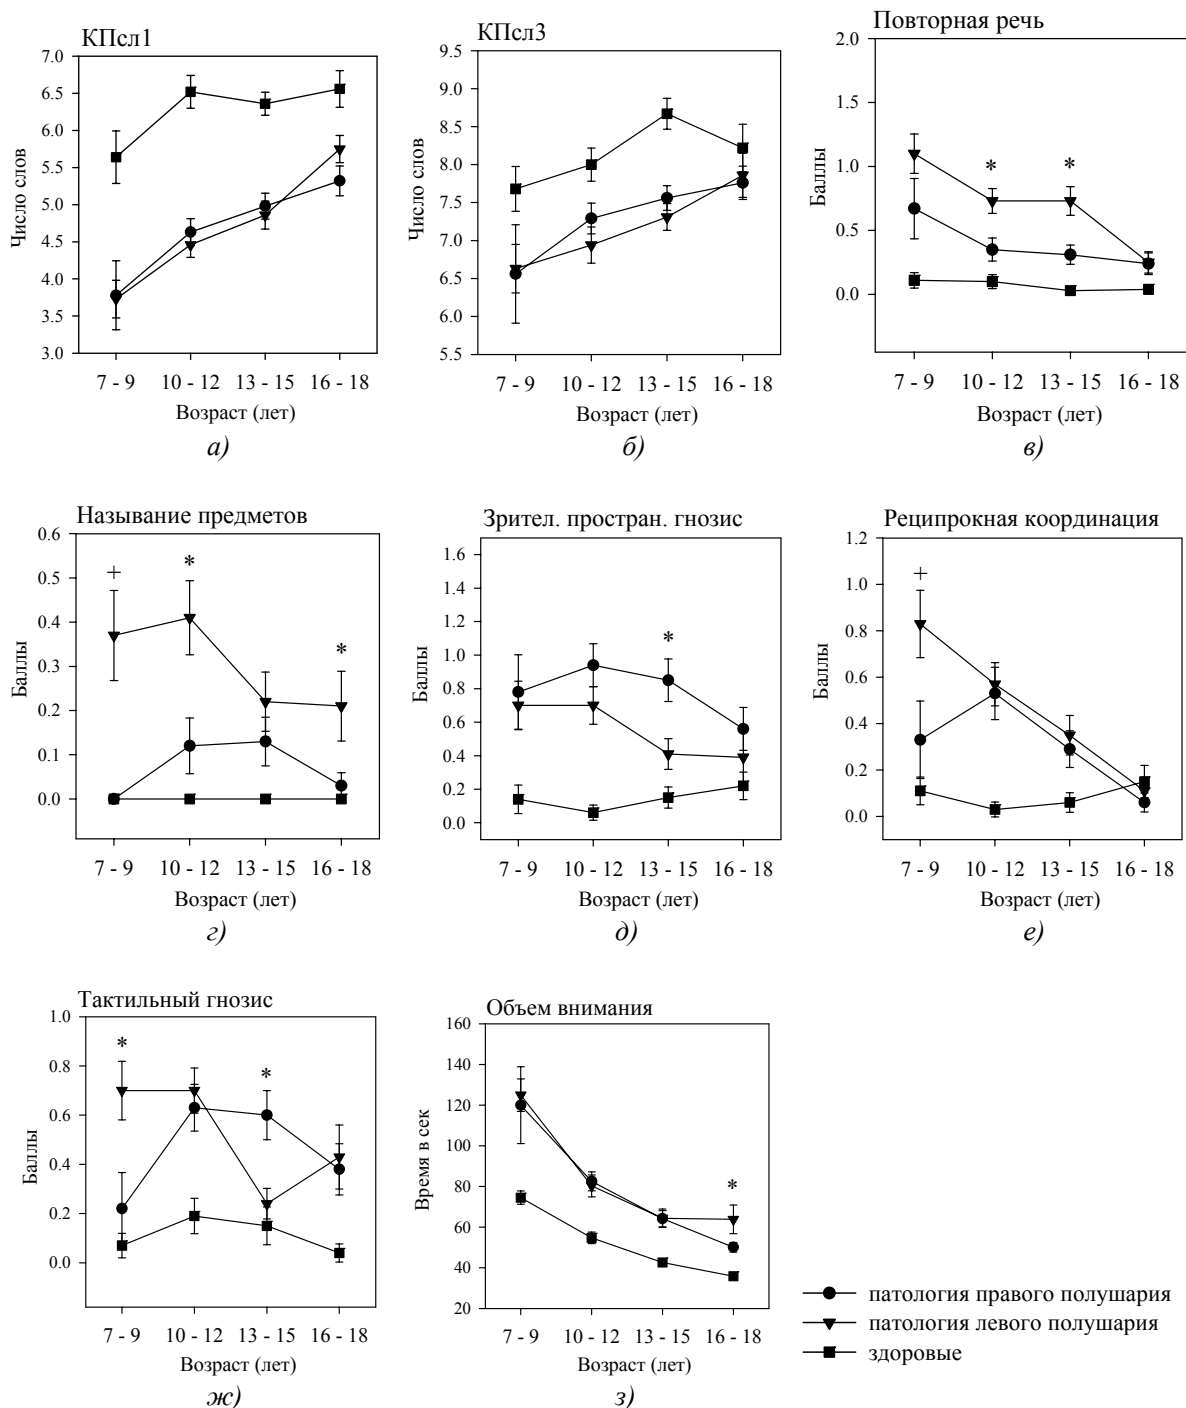 КПсл1
7.0
6.5
6.0
5.5
5.0
4.5
4.0
3.5
3.0
Число слов
7 - 9 10 - 12 13 - 15 16 - 18
Возраст (лет)
а)
КПсл3
9.5
9.0
8.5
8.0
7.5
7.0
6.5
6.0
5.5
Число слов
7 - 9 10 - 12 13 - 15 16 - 18
Возраст (лет)
б)
Повторная речь
2.0
1.5
1.0
0.5
0.0
Баллы
* *
7 - 9 10 - 12 13 - 15 16 - 18
Возраст (лет)
в)
Называние предметов
0.6
0.5
0.4
0.3
0.2
0.1
0.0
Баллы
+ * *
7 - 9 10 - 12 13 - 15 16 - 18
Возраст (лет)
г)
Зрител. простран. гнозис
1.6
1.4
1.2
1.0
0.8
0.6
0.4
0.2
0.0
Баллы
*
7 - 9 10 - 12 13 - 15 16 - 18
Возраст (лет)
д)
Реципрокная координация
1.2
1.0
0.8
0.6
0.4
0.2
0.0
Баллы
+
7 - 9 10 - 12 13 - 15 16 - 18
Возраст (лет)
е)
Тактильный гнозис
1.0
0.8
0.6
0.4
0.2
0.0
Баллы
* *
7 - 9 10 - 12 13 - 15 16 - 18
Возраст (лет)
ж)
Объем внимания
160
140
120
100
80
60
40
20
Время в сек
*
7 - 9 10 - 12 13 - 15 16 - 18
Возраст (лет)
з)
патология правого полушария
патология левого полушария
здоровые